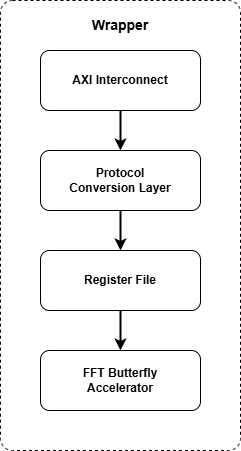 Wrapper
AXI Interconnect
Protocol
Conversion Layer
Register File
FFT Butterfly
Accelerator